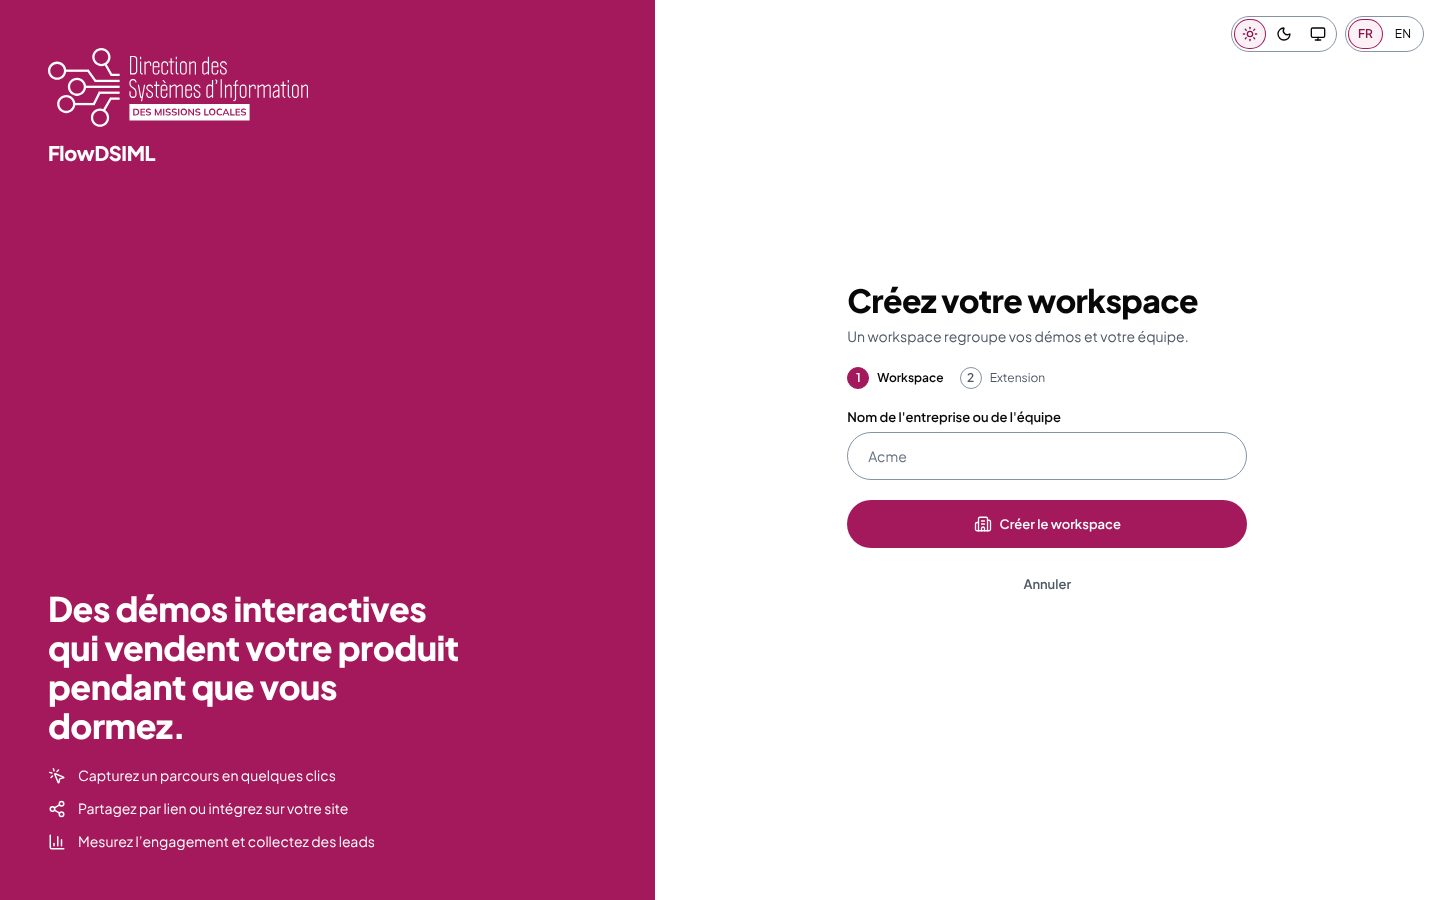 Direction des
Systèmes d'Information
DES MISSIONS LOCALES
FlowDSIML
Des démos interactives
qui vendent votre produit
pendant que vous
dormez.
Capturez un parcours en quelques clics
Partagez par lien ou intégrez sur votre site
Mesurez l'engagement et collectez des leads
FR EN
Créez votre workspace
Un workspace regroupe vos démos et votre équipe.
1 Workspace 2 Extension
Nom de l'entreprise ou de l'équipe
Acme
Créer le workspace
Annuler